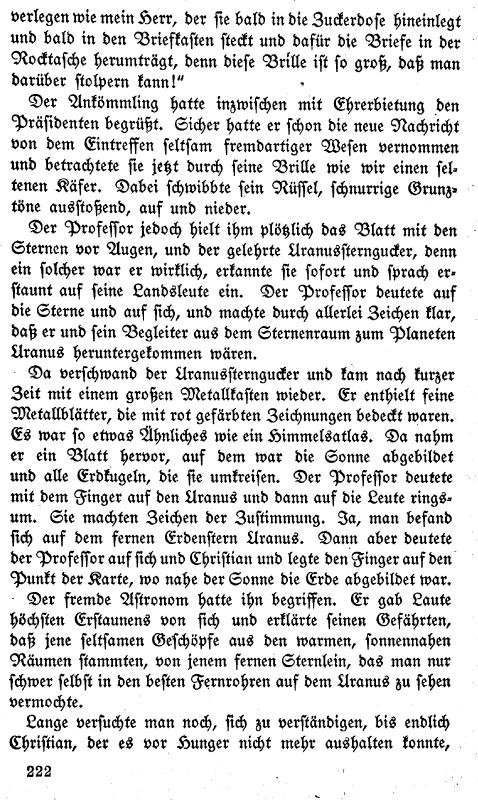 verlegen wie mein Herr, der sie bald in die Zuckerdose hineinlegt
und bald in den Briefkasten steckt und dafür die Briefe in der
Rocktasche herumträgt, denn diese Brille ist so groß, daß man
darüber stolpern kann!“
Der Ankömmling hatte inzwischen mit Ehrerbietung den
Präsidenten begrüßt. Sicher hatte er schon die neue Nachricht
von dem Eintreffen seltsam fremdartiger Wesen vernommen
und betrachtete sie jetzt durch seine Brille wie wir einen sel-
tenen Käfer. Dabei schwibbte sein Rüssel, schnurrige Grunz-
töne ausstoßend, auf und nieder.
Der Professor jedoch hielt ihm plötzlich das Blatt mit den
Sternen vor Augen, und der gelehrte Uranussterngucker, denn
ein solcher war er wirklich, erkannte sie sofort und sprach er-
staunt auf seine Landsleute ein. Der Professor deutete auf
die Sterne und auf sich, und machte durch allerlei Zeichen klar,
daß er und sein Begleiter aus dem Sternenraum zum Planeten
Uranus heruntergekommen wären.
Da verschwand der Uranussterngucker und kam nach kurzer
Zeit mit einem großen Metallkasten wieder. Er enthielt feine
Metallblätter, die mit rot gefärbten Zeichnungen bedeckt waren.
Es war so etwas Ähnliches wie ein Himmelsatlas. Da nahm
er ein Blatt hervor, auf dem war die Sonne abgebildet
und alle Erdkugeln, die sie umkreisen. Der Professor deutete
mit dem Finger auf den Uranus und dann auf die Leute rings-
um. Sie machten Zeichen der Zustimmung. Ja, man befand
sich auf dem fernen Erdenstern Uranus. Dann aber deutete
der Professor auf sich und Christian und legte den Finger auf den
Punkt der Karte, wo nahe der Sonne die Erde abgebildet war.
Der fremde Astronom hatte ihn begriffen. Er gab Laute
höchsten Erstaunens von sich und erklärte seinen Gefährten,
daß jene seltsamen Geschöpfe aus den warmen, sonnennahen
Räumen stammten, von jenem fernen Sternlein, das man nur
schwer selbst in den besten Fernrohren auf dem Uranus zu sehen
vermochte.
Lange versuchte man noch, sich zu verständigen, bis endlich
Christian, der es vor Hunger nicht mehr aushalten konnte,
222